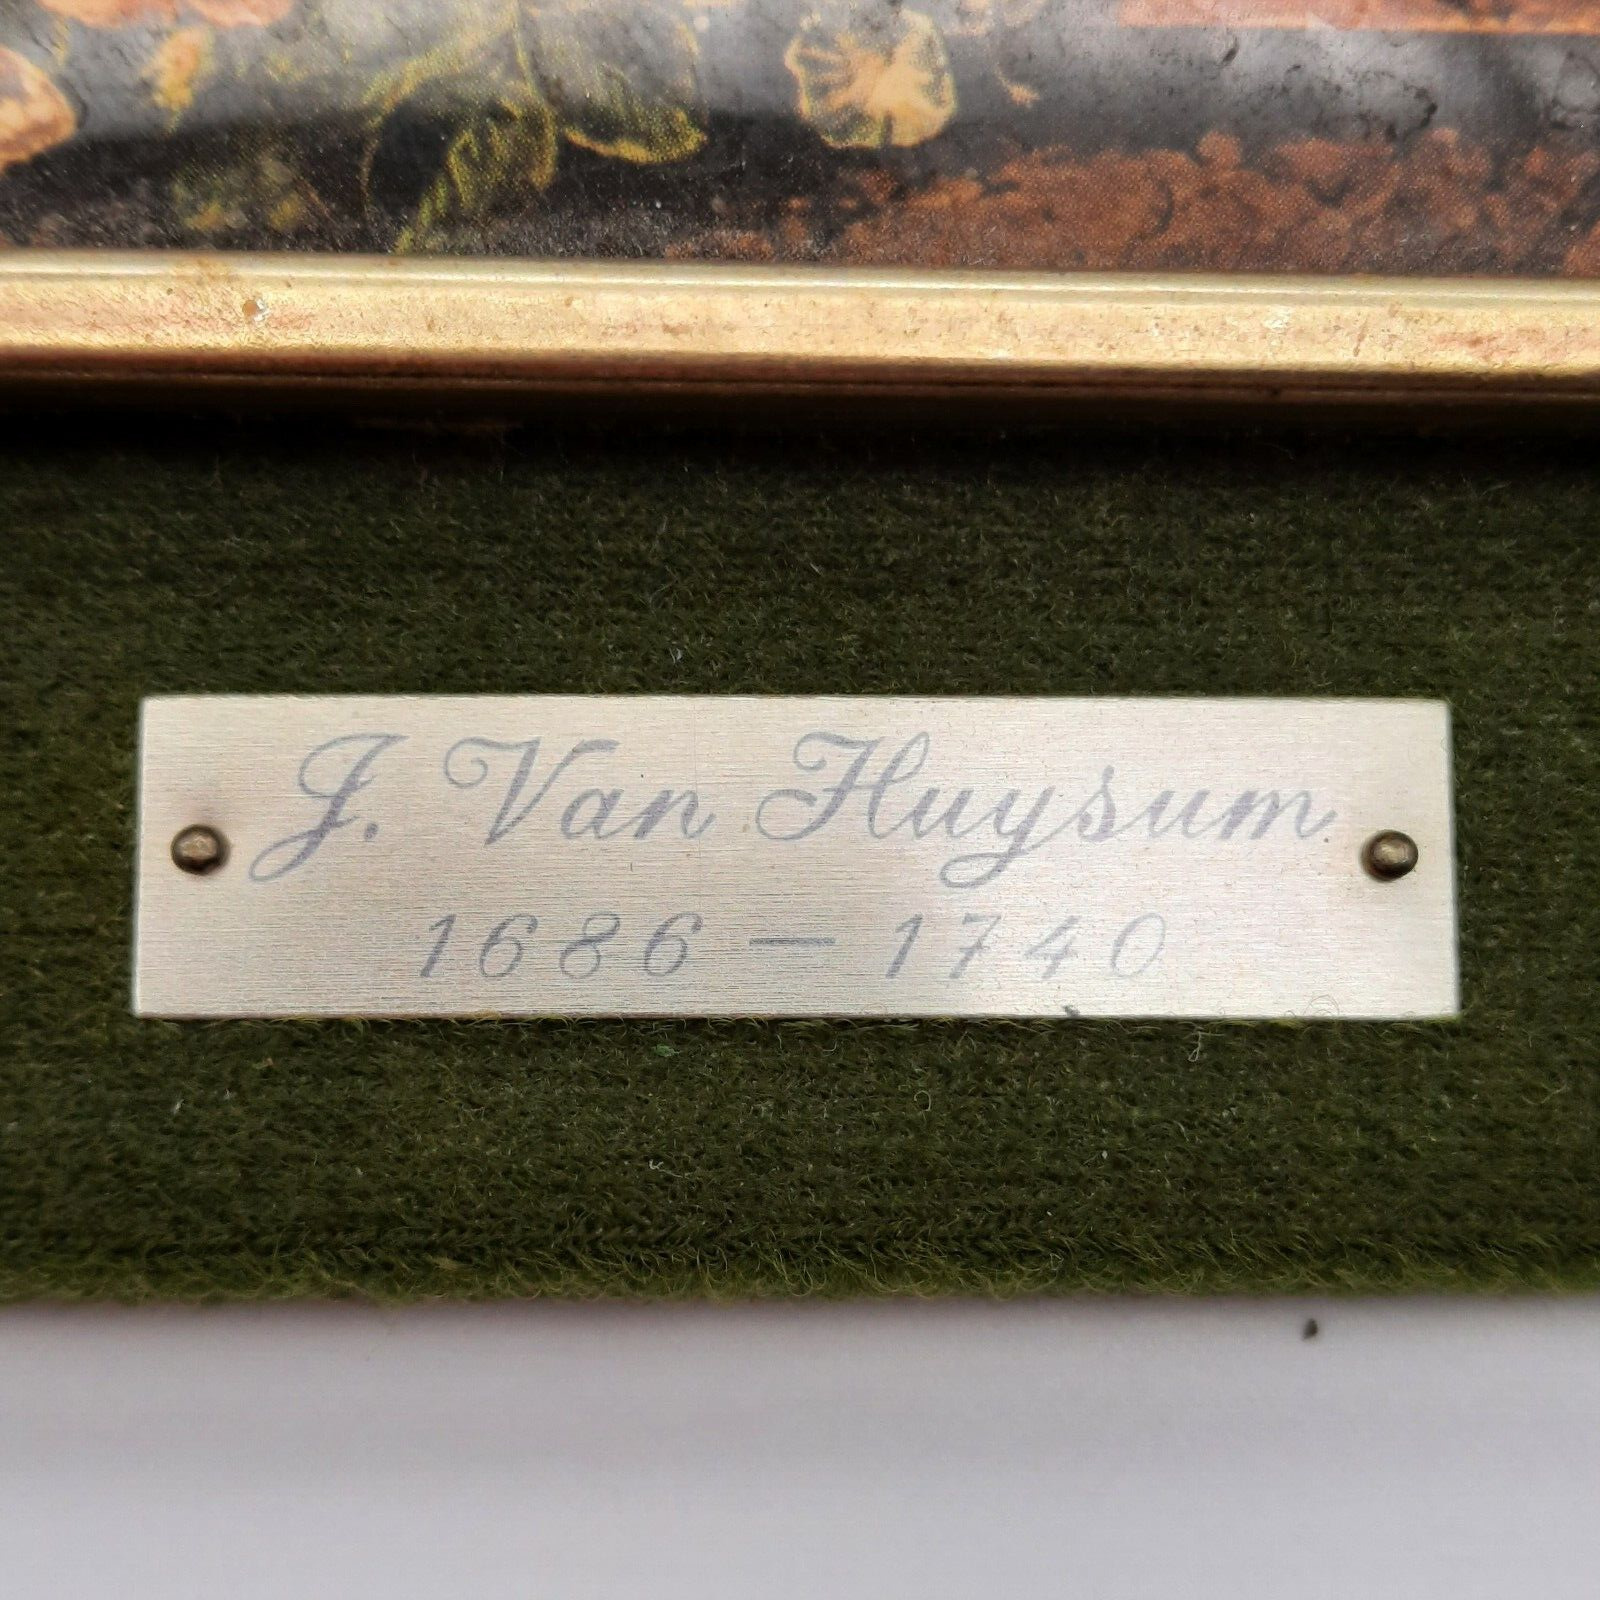 J. Van Huysum
1686 — 1740